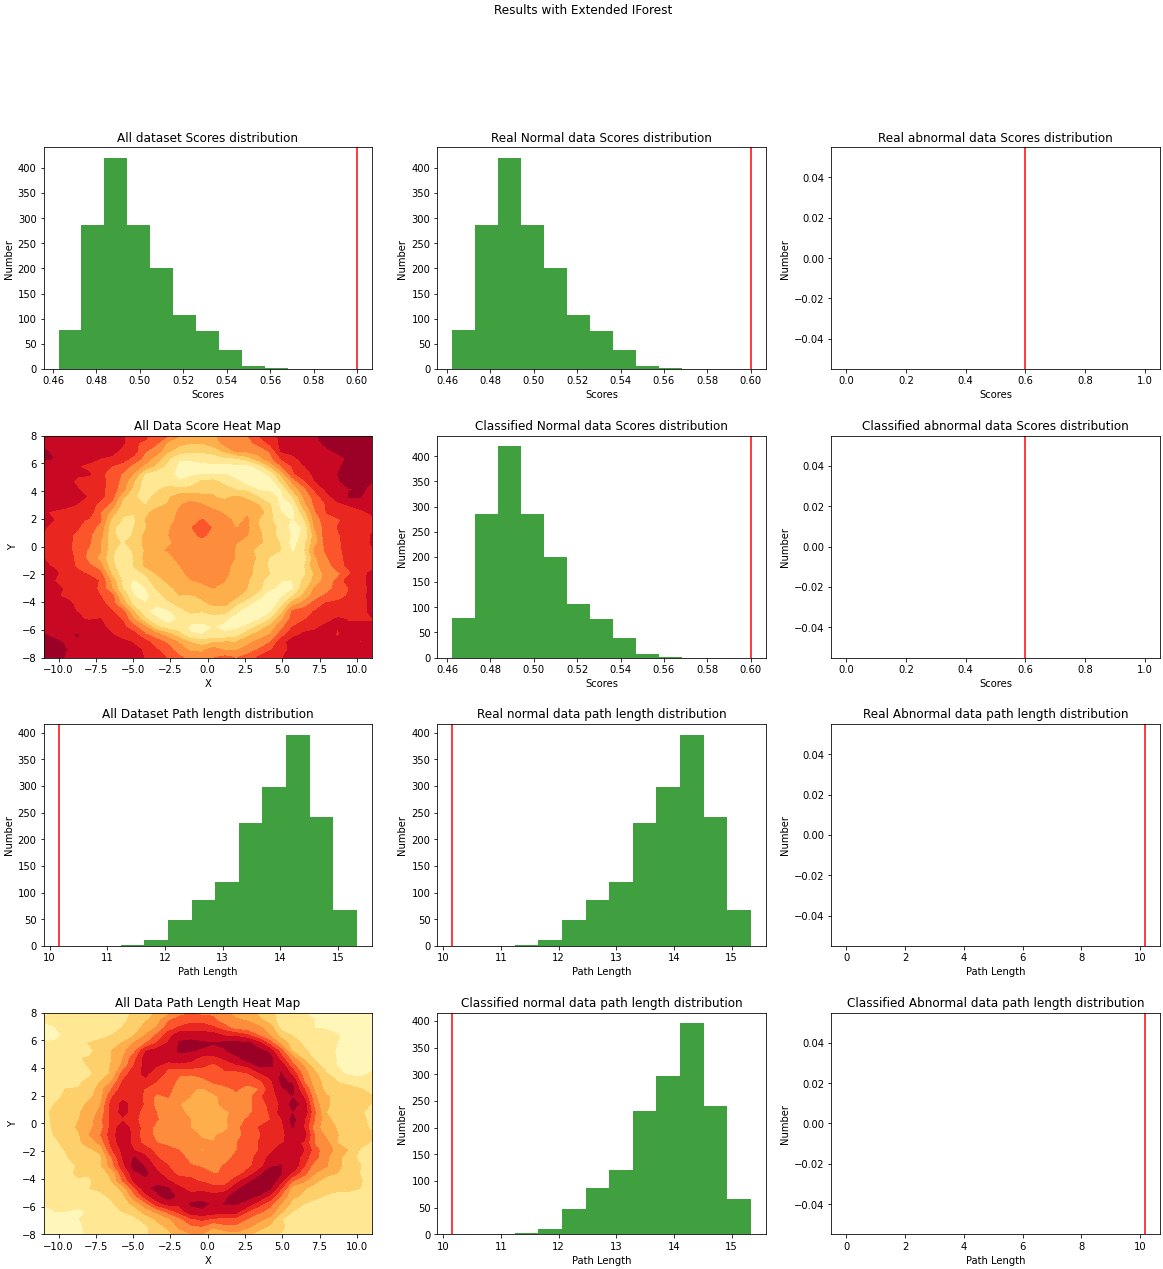 Results with Extended IForest
All dataset Scores distribution
Number
400
350
300
250
200
150
100
50
0
0.46 0.48 0.50 0.52 0.54 0.56 0.58 0.60
Scores
Real Normal data Scores distribution
Number
400
350
300
250
200
150
100
50
0
0.46 0.48 0.50 0.52 0.54 0.56 0.58 0.60
Scores
Real abnormal data Scores distribution
Number
0.04
0.02
0.00
−0.02
−0.04
0.0 0.2 0.4 0.6 0.8 1.0
Scores
All Data Score Heat Map
Y
8
6
4
2
0
−2
−4
−6
−8
−10.0 −7.5 −5.0 −2.5 0.0 2.5 5.0 7.5 10.0
X
Classified Normal data Scores distribution
Number
400
350
300
250
200
150
100
50
0
0.46 0.48 0.50 0.52 0.54 0.56 0.58 0.60
Scores
Classified abnormal data Scores distribution
Number
0.04
0.02
0.00
−0.02
−0.04
0.0 0.2 0.4 0.6 0.8 1.0
Scores
All Dataset Path length distribution
Number
400
350
300
250
200
150
100
50
0
10 11 12 13 14 15
Path Length
Real normal data path length distribution
Number
400
350
300
250
200
150
100
50
0
10 11 12 13 14 15
Path Length
Real Abnormal data path length distribution
Number
0.04
0.02
0.00
−0.02
−0.04
0 2 4 6 8 10
Path Length
All Data Path Length Heat Map
Y
8
6
4
2
0
−2
−4
−6
−8
−10.0 −7.5 −5.0 −2.5 0.0 2.5 5.0 7.5 10.0
X
Classified normal data path length distribution
Number
400
350
300
250
200
150
100
50
0
10 11 12 13 14 15
Path Length
Classified Abnormal data path length distribution
Number
0.04
0.02
0.00
−0.02
−0.04
0 2 4 6 8 10
Path Length